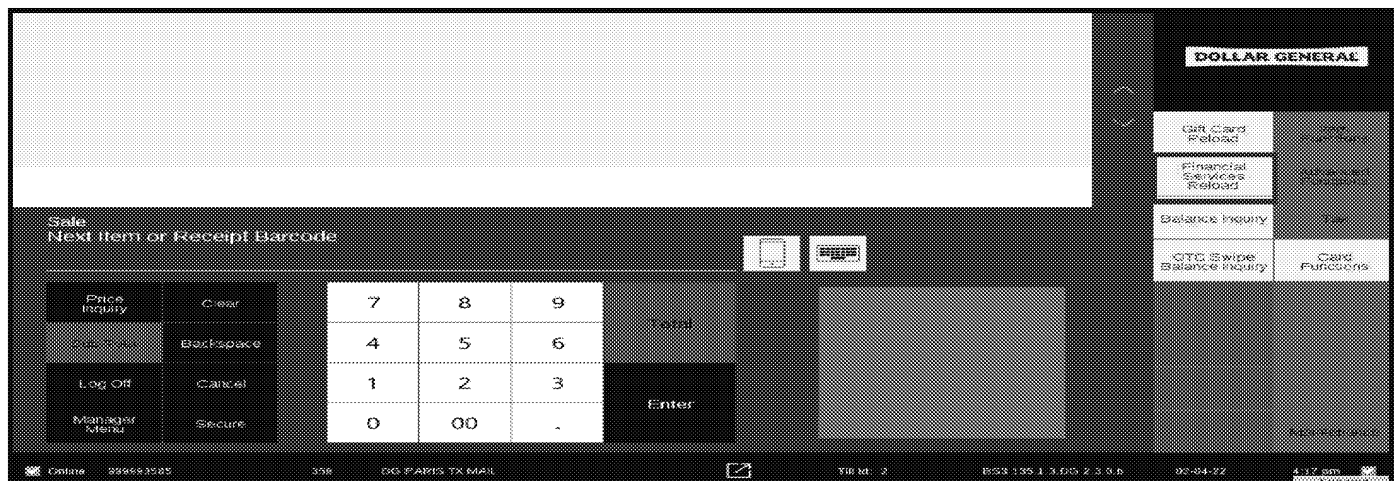 DOLLAR GENERAL
Gift Card
Reload
Financial
Services
Reload
Balance Inquiry
Tax
OTC Swipe
Balance Inquiry
Card
Functions
Sale
Next Item or Receipt Barcode
Price
Inquiry
Clear
7
8
9
Total
Backspace
4
5
6
Log Off
Cancel
1
2
3
Enter
Manager
Menu
Secure
0
00
.
Online
358
DG PARIS TX MAIL
Till Id: 2
02-04-22
4:17 pm